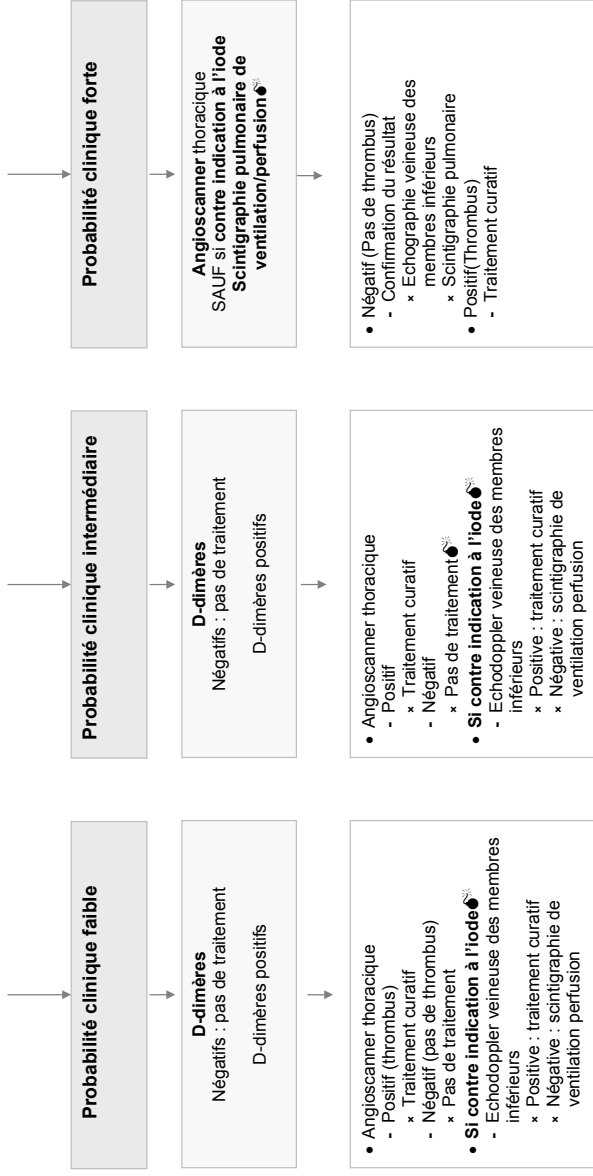 Probabilité clinique faible
D-dimères
Négatifs : pas de traitement
D-dimères positifs
• Angioscanner thoracique
- Positif (thrombus)
× Traitement curatif
- Négatif (pas de thrombus)
× Pas de traitement
• Si contre indication à l'iode💣
- Echodoppler veineuse des membres
inférieurs
× Positive : traitement curatif
× Négative : scintigraphie de
ventilation perfusion
Probabilité clinique intermédiaire
D-dimères
Négatifs : pas de traitement
D-dimères positifs
• Angioscanner thoracique
- Positif
× Traitement curatif
- Négatif
× Pas de traitement💣
• Si contre indication à l'iode💣
- Echodoppler veineuse des membres
inférieurs
× Positive : traitement curatif
× Négative : scintigraphie de
ventilation perfusion
Probabilité clinique forte
Angioscanner thoracique
SAUF si contre indication à l'iode
Scintigraphie pulmonaire de
ventilation/perfusion💣
• Négatif (Pas de thrombus)
- Confirmation du résultat
× Echographie veineuse des
membres inférieurs
× Scintigraphie pulmonaire
• Positif(Thrombus)
- Traitement curatif